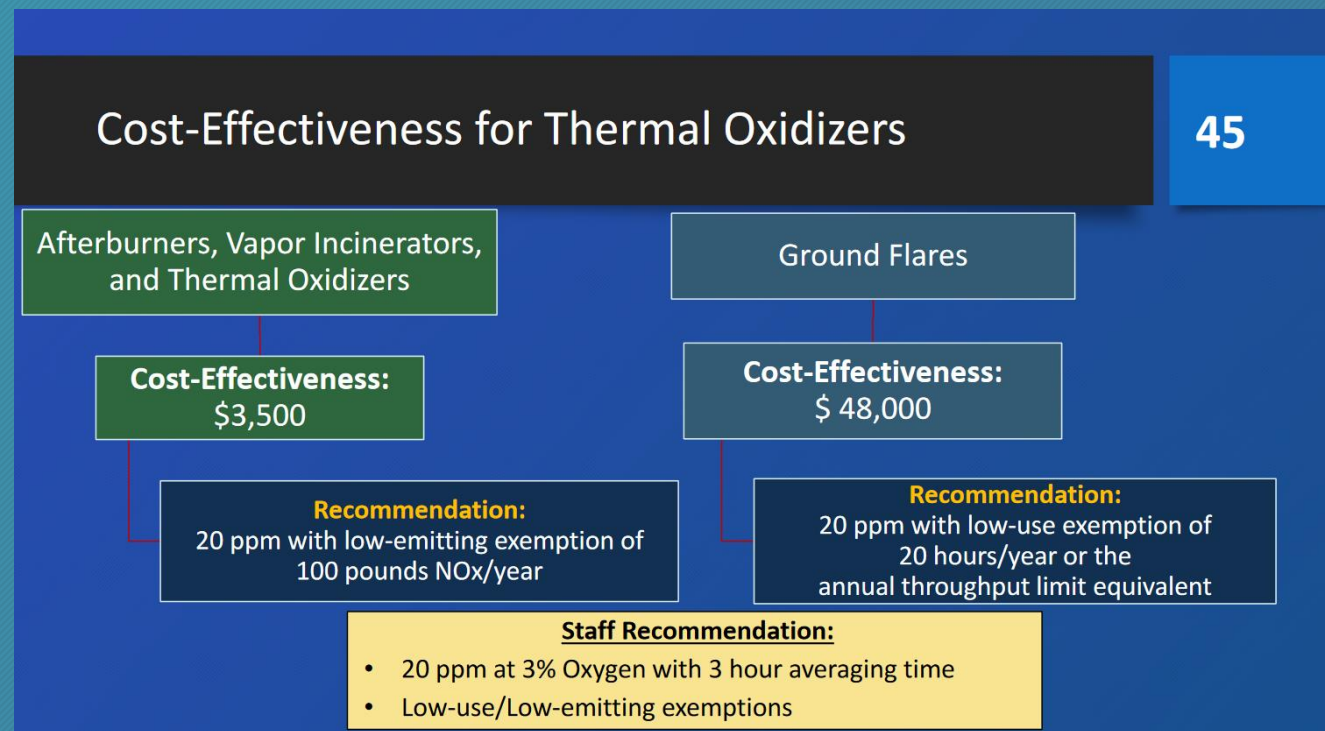 Cost-Effectiveness for Thermal Oxidizers
45
Afterburners, Vapor Incinerators,
and Thermal Oxidizers
Cost-Effectiveness:
$3,500
Recommendation:
20 ppm with low-emitting exemption of
100 pounds NOx/year
Ground Flares
Cost-Effectiveness:
$ 48,000
Recommendation:
20 ppm with low-use exemption of
20 hours/year or the
annual throughput limit equivalent
Staff Recommendation:
• 20 ppm at 3% Oxygen with 3 hour averaging time
• Low-use/Low-emitting exemptions